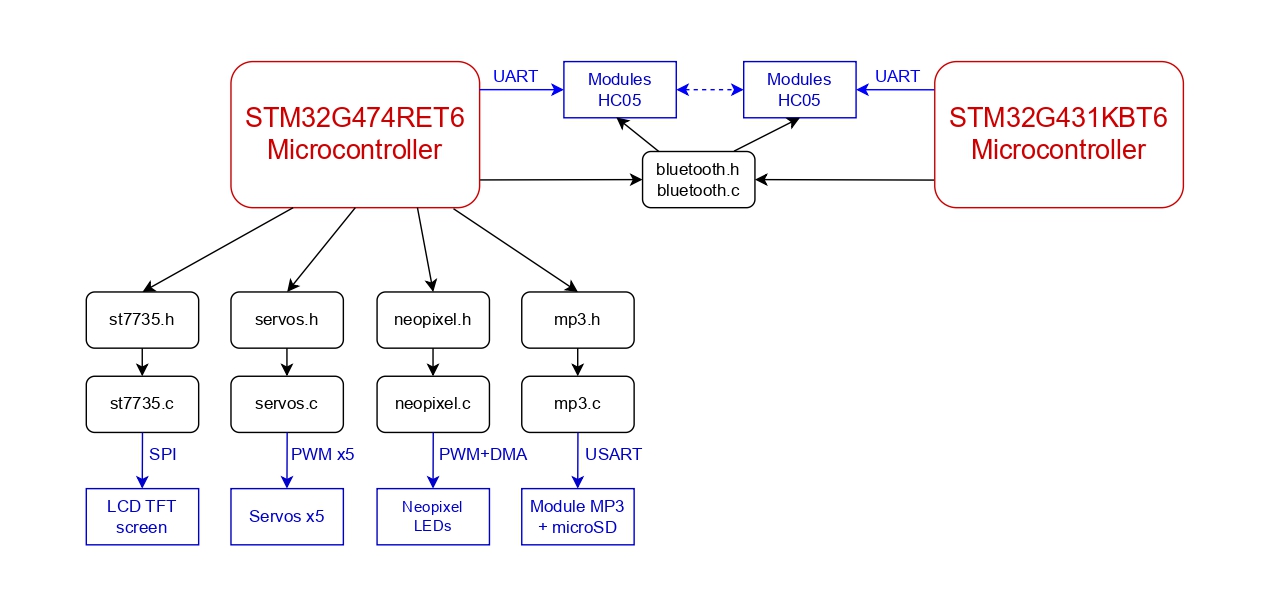 UART
Modules
HC05
Modules
HC05
UART
STM32G474RET6
Microcontroller
STM32G431KBT6
Microcontroller
bluetooth.h
bluetooth.c
st7735.h
servos.h
neopixel.h
mp3.h
st7735.c
servos.c
neopixel.c
mp3.c
SPI
PWM x5
PWM+DMA
USART
LCD TFT
screen
Servos x5
Neopixel
LEDs
Module MP3
+ microSD